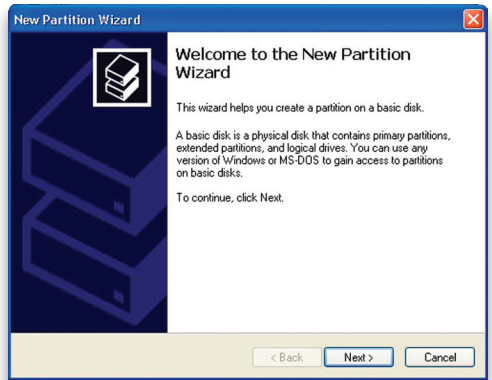 New Partition Wizard
Welcome to the New Partition
Wizard
This wizard helps you create a partition on a basic disk.
A basic disk is a physical disk that contains primary partitions,
extended partitions, and logical drives. You can use any
version of Windows or MS-DOS to gain access to partitions
on basic disks.
To continue, click Next.
< Back Next > Cancel